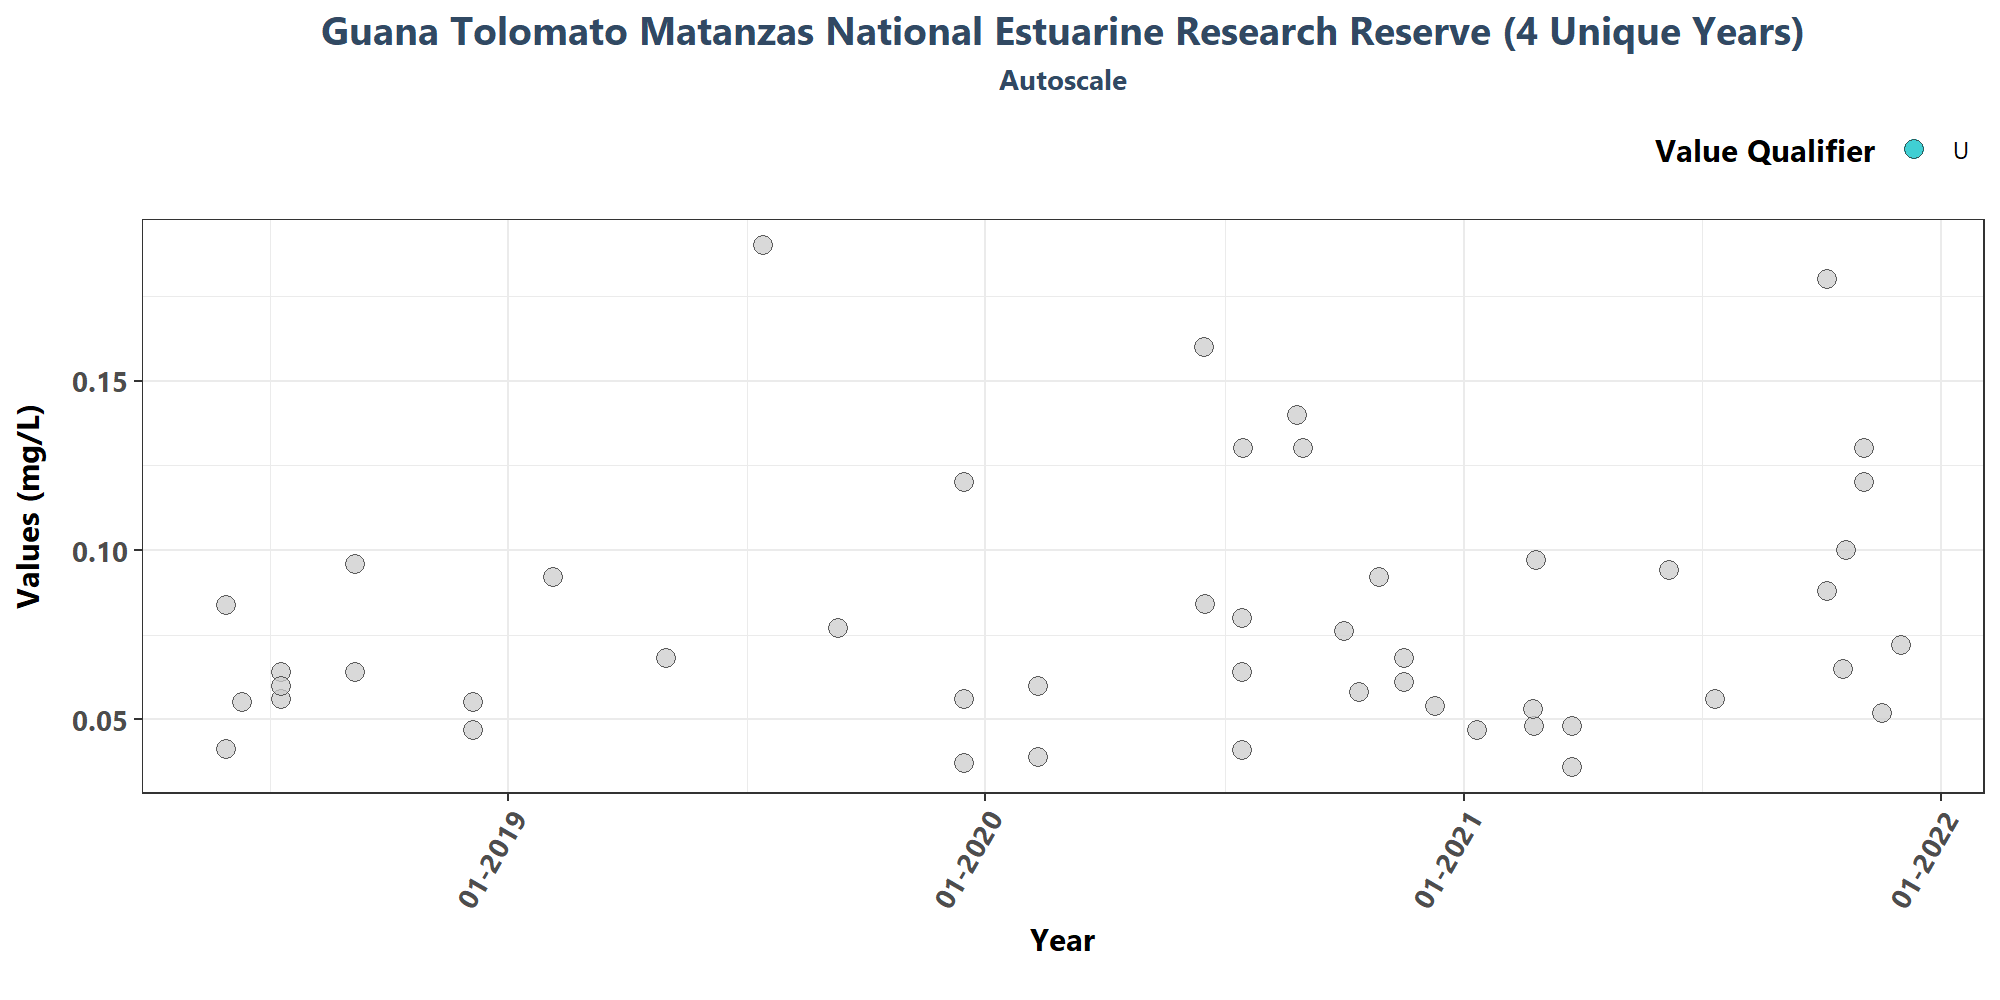 Guana Tolomato Matanzas National Estuarine Research Reserve (4 Unique Years)
Autoscale
Value Qualifier U
Values (mg/L)
0.15
0.10
0.05
01-2019
01-2020
01-2021
01-2022
Year